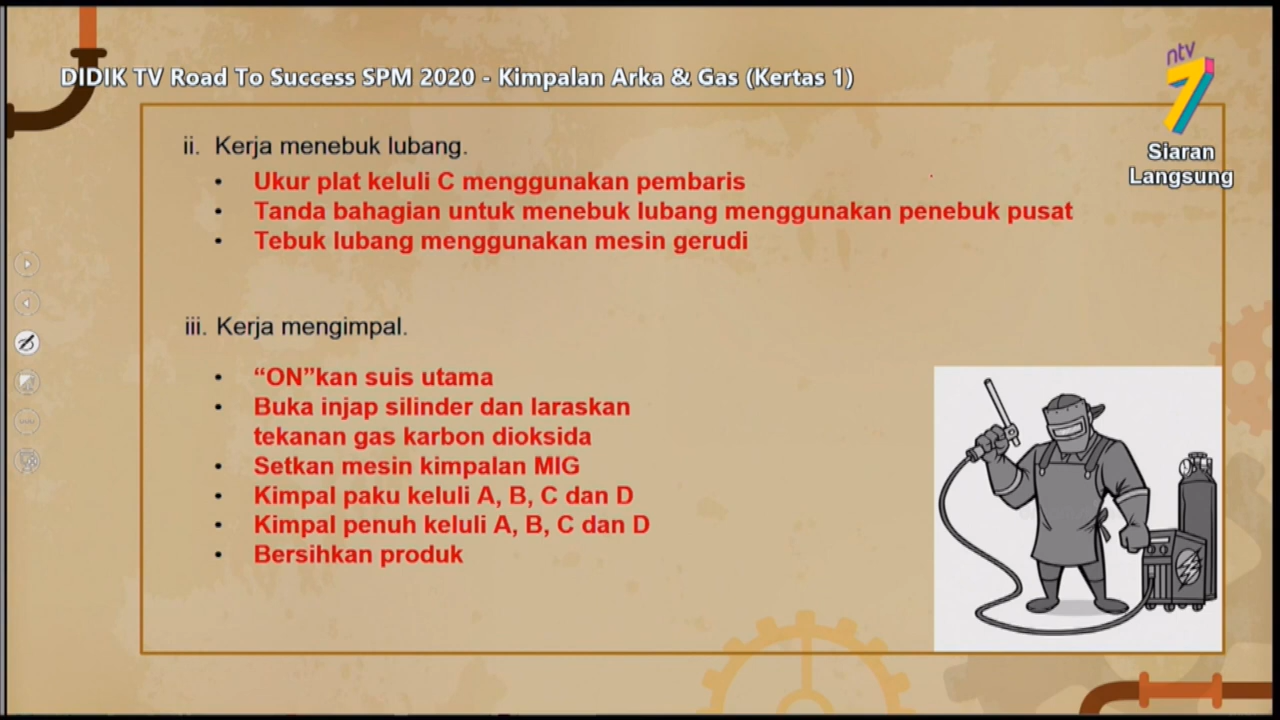 DIDIK TV Road To Success SPM 2020 - Kimpalan Arka & Gas (Kertas 1)
ntv
7
Siaran
Langsung
ii. Kerja menebuk lubang.
• Ukur plat keluli C menggunakan pembaris
• Tanda bahagian untuk menebuk lubang menggunakan penebuk pusat
• Tebuk lubang menggunakan mesin gerudi
iii. Kerja mengimpal.
• “ON”kan suis utama
• Buka injap silinder dan laraskan
tekanan gas karbon dioksida
• Setkan mesin kimpalan MIG
• Kimpal paku keluli A, B, C dan D
• Kimpal penuh keluli A, B, C dan D
• Bersihkan produk